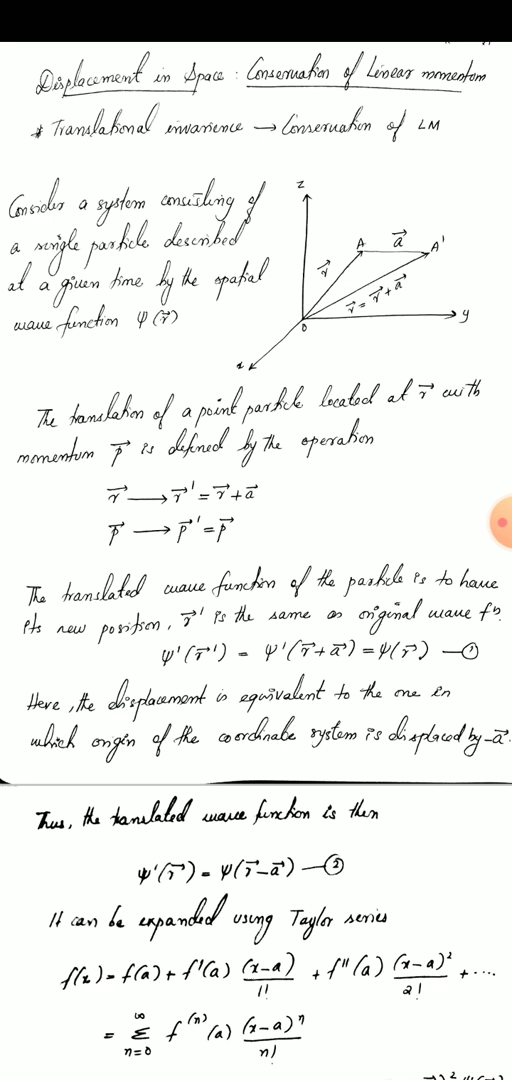 Displacement in Space : Conservation of Linear momentum
* Translational invarience → Conservation of LM
Consider a system consisting of
a single particle described
at a given time by the spatial
wave function ψ(r⃗)
z
A
a⃗
A'
r⃗
r⃗ = r⃗ + a⃗
O
y
x
The translation of a point particle located at r⃗ with
momentum p⃗ is defined by the operation
r⃗ → r⃗' = r⃗ + a⃗
p⃗ → p⃗' = p⃗
The translated wave function of the particle is to have
its new position, r⃗' is the same as original wave fⁿ.
ψ'(r⃗') = ψ'(r⃗ + a⃗) = ψ(r⃗) — ①
Here, the displacement is equivalent to the one in
which origin of the coordinate system is displaced by -a⃗.
Thus, the translated wave function is then
ψ'(r⃗) = ψ(r⃗ - a⃗) — ②
It can be expanded using Taylor series
f(x) = f(a) + f'(a) (x-a)/1! + f''(a) (x-a)²/2! + ....
= Σ_{n=0}^{∞} f^{(n)}(a) (x-a)ⁿ/n!